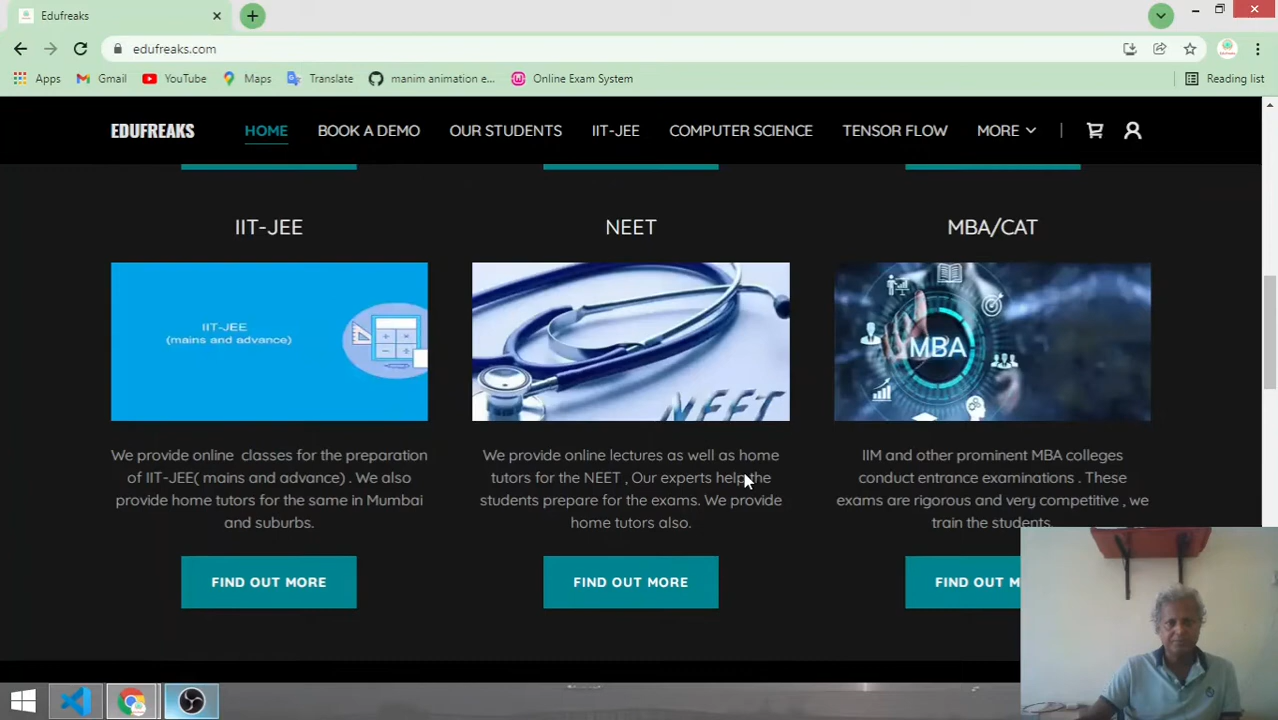 Edufreaks
edufreaks.com
Apps Gmail YouTube Maps Translate manim animation e... Online Exam System Reading list
EDUFREAKS HOME BOOK A DEMO OUR STUDENTS IIT-JEE COMPUTER SCIENCE TENSOR FLOW MORE
IIT-JEE
IIT-JEE
(mains and advance)
We provide online classes for the preparation
of IIT-JEE( mains and advance) . We also
provide home tutors for the same in Mumbai
and suburbs.
FIND OUT MORE
NEET
NEET
We provide online lectures as well as home
tutors for the NEET , Our experts help the
students prepare for the exams. We provide
home tutors also.
FIND OUT MORE
MBA/CAT
MBA
IIM and other prominent MBA colleges
conduct entrance examinations . These
exams are rigorous and very competitive , we
train the students.
FIND OUT M